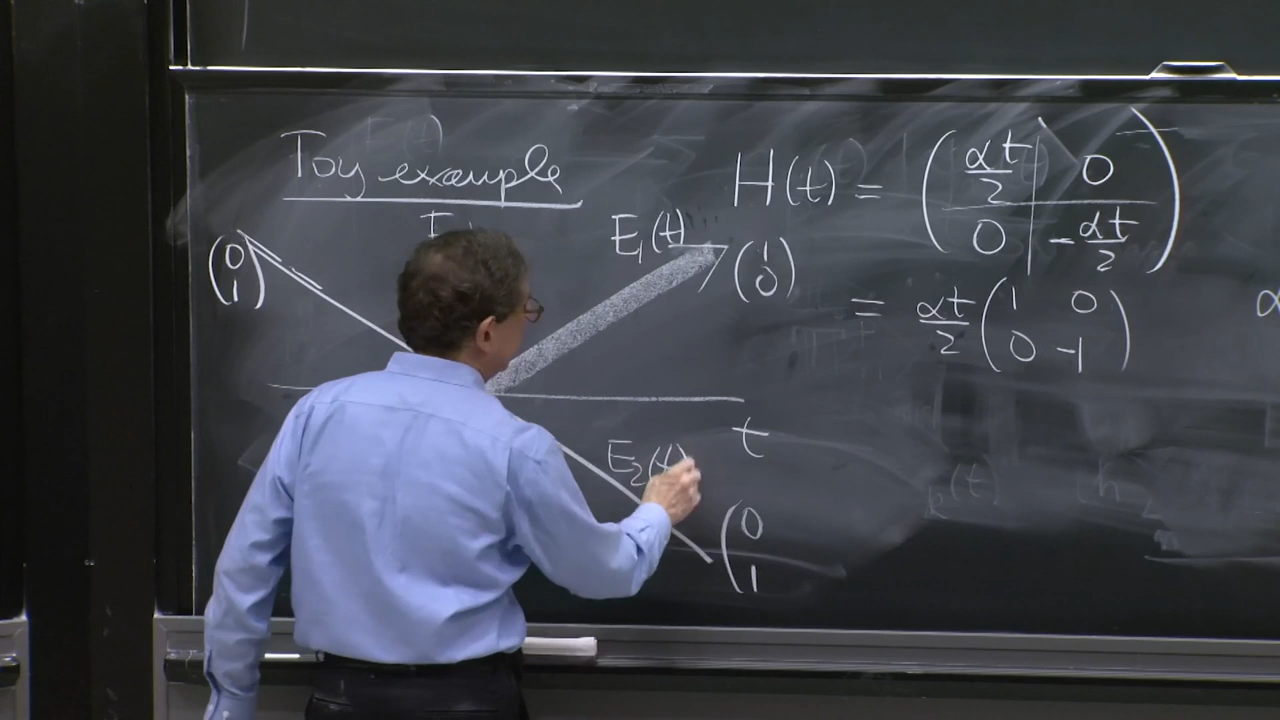 Toy example
H(t) = ( αt/2 | 0
0 | - αt/2 )
= αt/2 ( 1 0
0 -1 )
α
E₁(t)
( 1
0 )
( 0
1 )
t
E₂(t)
( 0
1